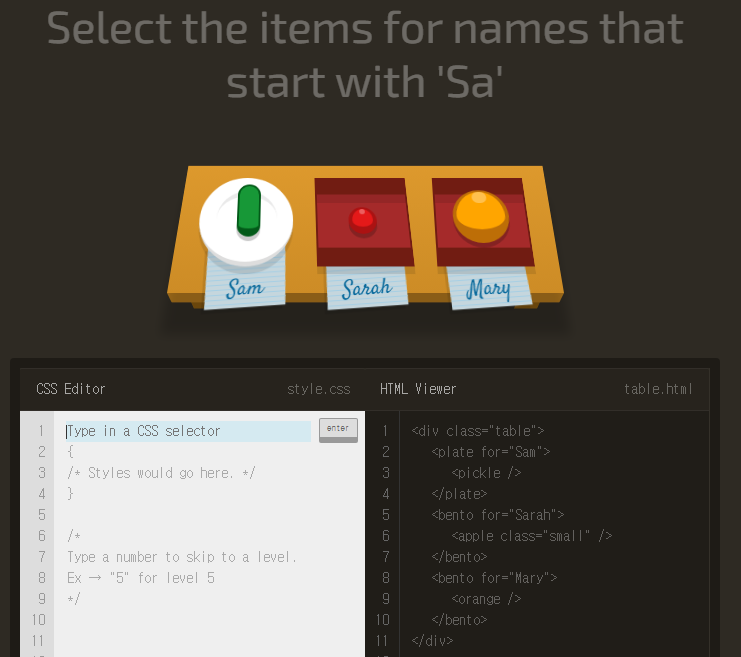 Select the items for names that
start with 'Sa'
Sam
Sarah
Mary
CSS Editor
style.css
HTML Viewer
table.html
1 Type in a CSS selector
enter
2 {
3 /* Styles would go here. */
4 }
5
6 /*
7 Type a number to skip to a level.
8 Ex → "5" for level 5
9 */
10
11
1 <div class="table">
2 <plate for="Sam">
3 <pickle />
4 </plate>
5 <bento for="Sarah">
6 <apple class="small" />
7 </bento>
8 <bento for="Mary">
9 <orange />
10 </bento>
11 </div>